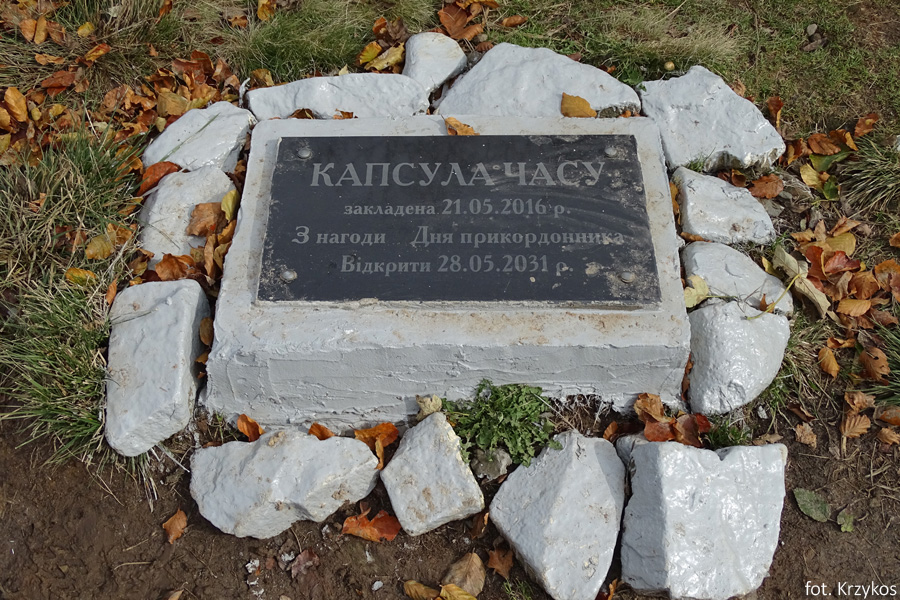 КАПСУЛА ЧАСУ
закладена 21.05.2016 р.
З нагоди Дня прикордонника
Відкрити 28.05.2031 р.
fot. Krzykos